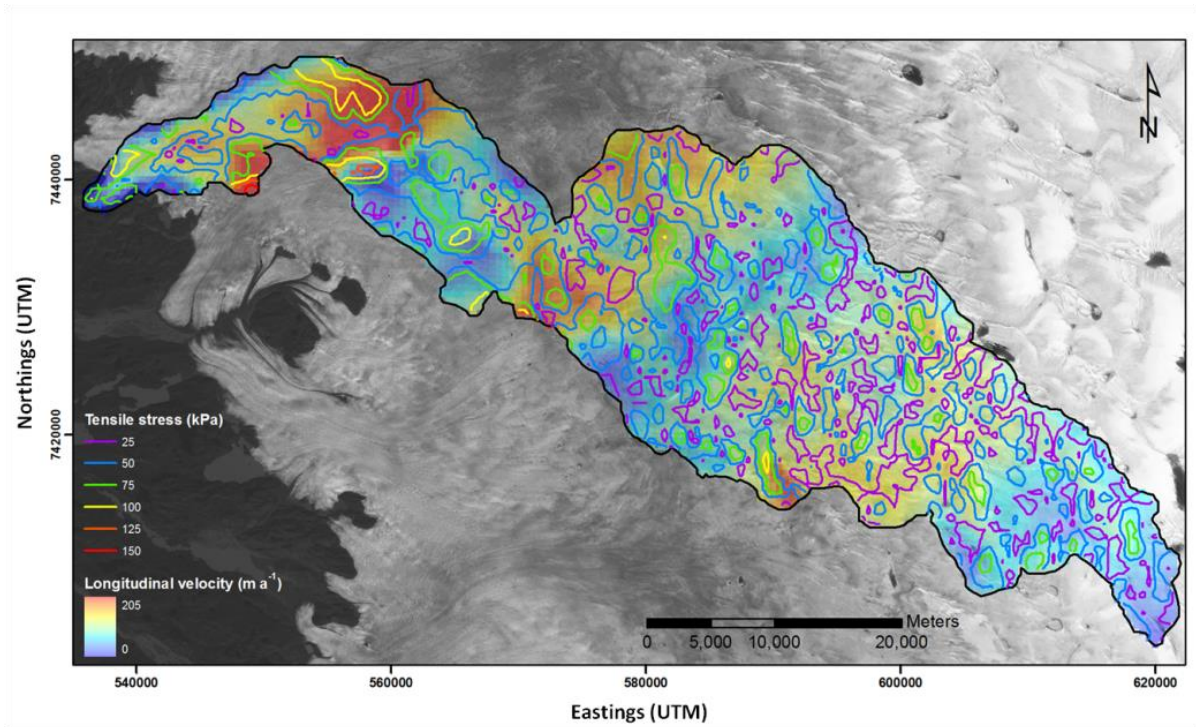 N
7440000
7420000
Northings (UTM)
Tensile stress (kPa)
25
50
75
100
125
150
Longitudinal velocity (m a⁻¹)
205
0
Meters
0 5,000 10,000 20,000
540000 560000 580000 600000 620000
Eastings (UTM)